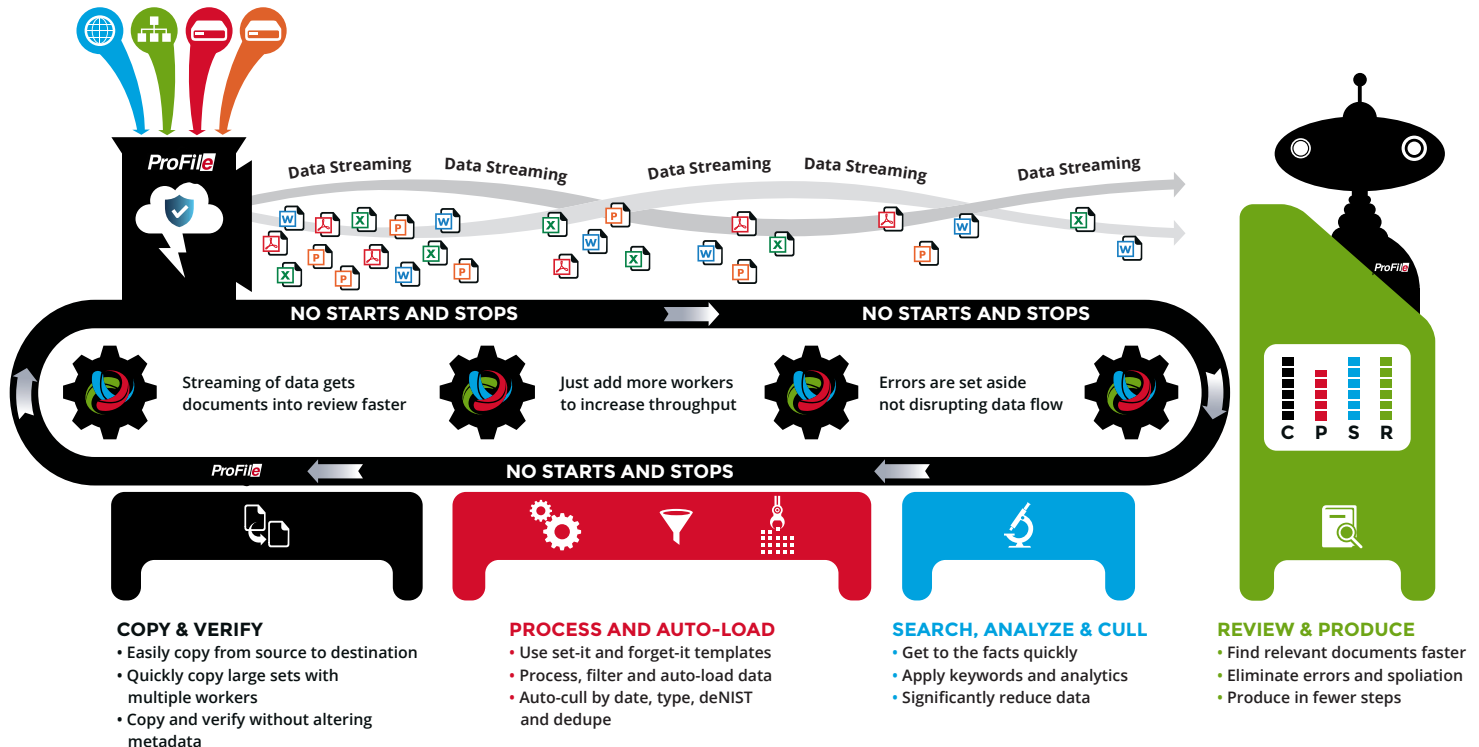 ProFile
Data Streaming
Data Streaming
Data Streaming
Data Streaming
Data Streaming
W
X
W
P
X
P
P
W
X
P
X
W
P
X
W
P
X
P
W
X
W
ProFile
NO STARTS AND STOPS
NO STARTS AND STOPS
Streaming of data gets
documents into review faster
Just add more workers
to increase throughput
Errors are set aside
not disrupting data flow
C P S R
ProFile
NO STARTS AND STOPS
COPY & VERIFY
• Easily copy from source to destination
• Quickly copy large sets with
multiple workers
• Copy and verify without altering
metadata
PROCESS AND AUTO-LOAD
• Use set-it and forget-it templates
• Process, filter and auto-load data
• Auto-cull by date, type, deNIST
and dedupe
SEARCH, ANALYZE & CULL
• Get to the facts quickly
• Apply keywords and analytics
• Significantly reduce data
REVIEW & PRODUCE
• Find relevant documents faster
• Eliminate errors and spoliation
• Produce in fewer steps